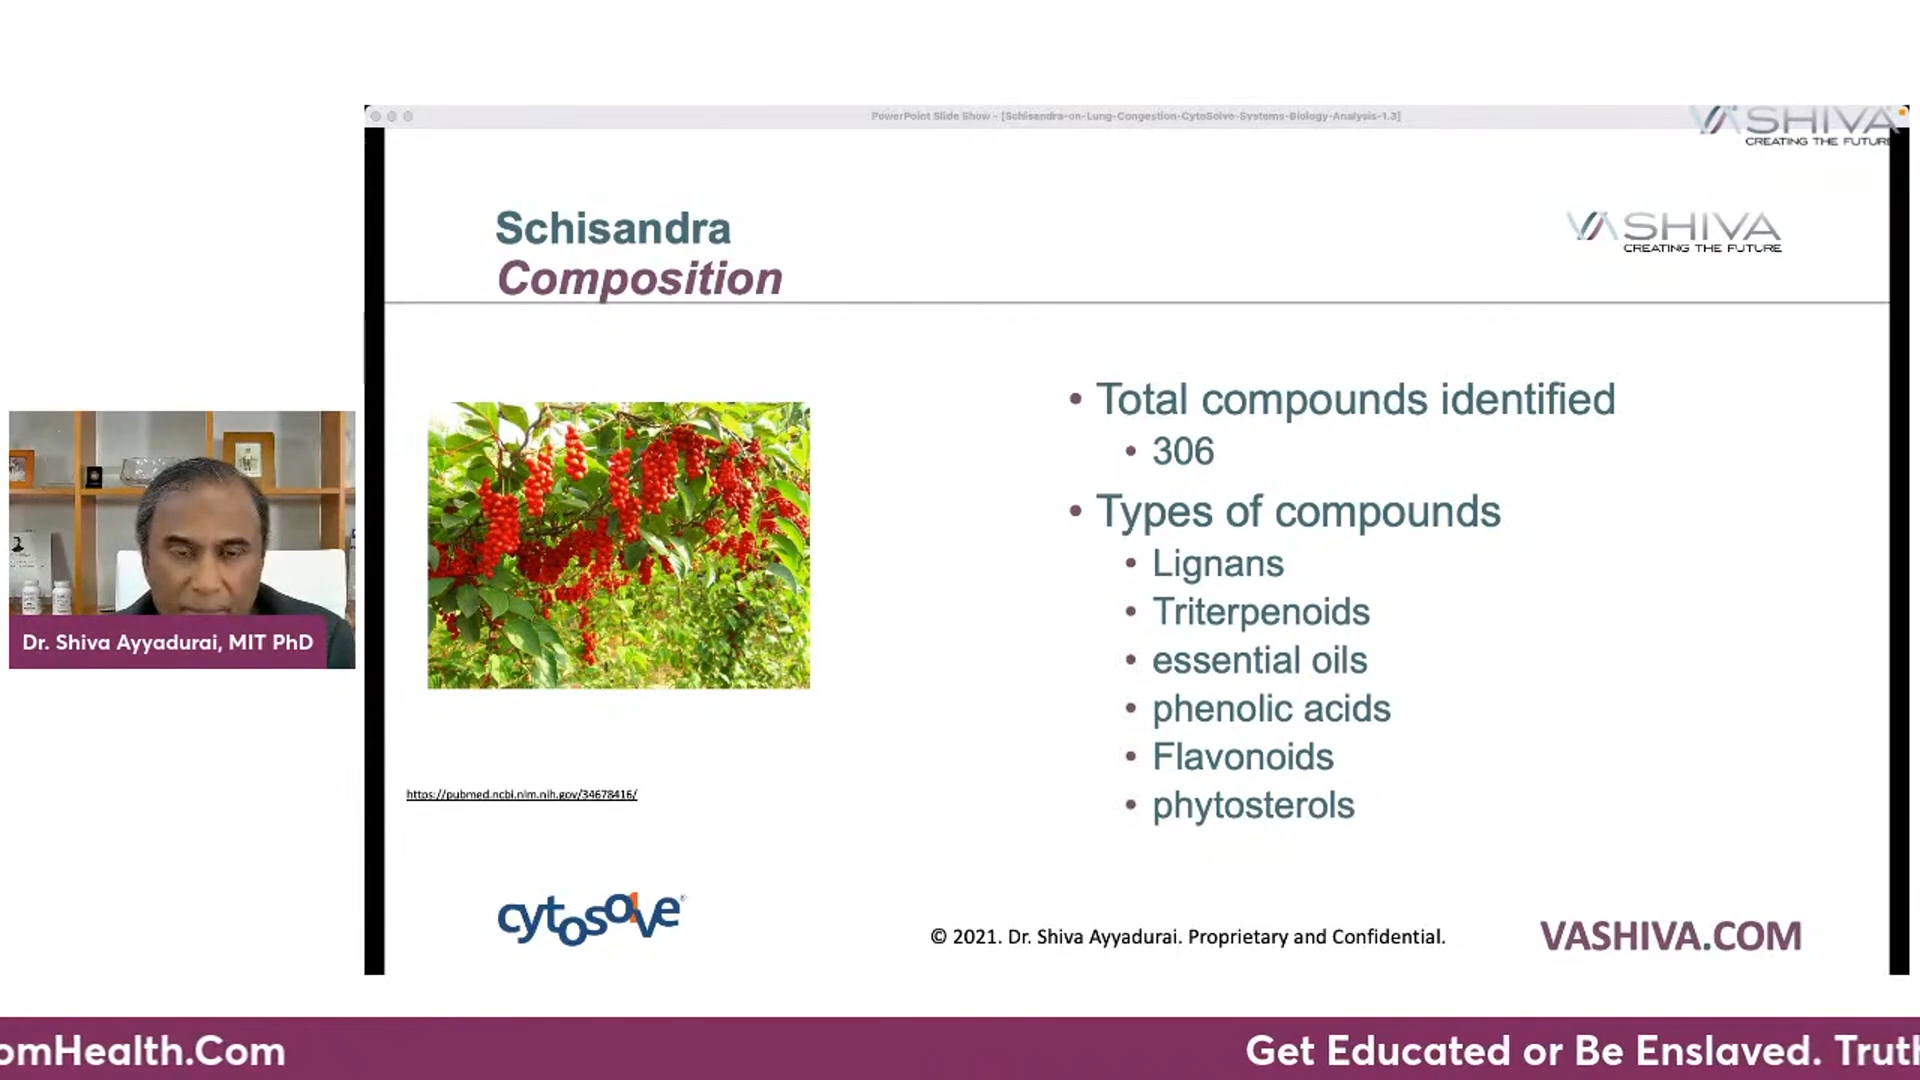 PowerPoint Slide Show - [Schisandra-on-Lung-Congestion-CytoSolve-Systems-Biology-Analysis-1.3]
VASHIVA
CREATING THE FUTURE
Schisandra
Composition
VASHIVA
CREATING THE FUTURE
• Total compounds identified
• 306
• Types of compounds
• Lignans
• Triterpenoids
• essential oils
• phenolic acids
• Flavonoids
• phytosterols
Dr. Shiva Ayyadurai, MIT PhD
https://pubmed.ncbi.nlm.nih.gov/34678416/
cytosolve®
© 2021. Dr. Shiva Ayyadurai. Proprietary and Confidential.
VASHIVA.COM
omHealth.Com
Get Educated or Be Enslaved. Truth